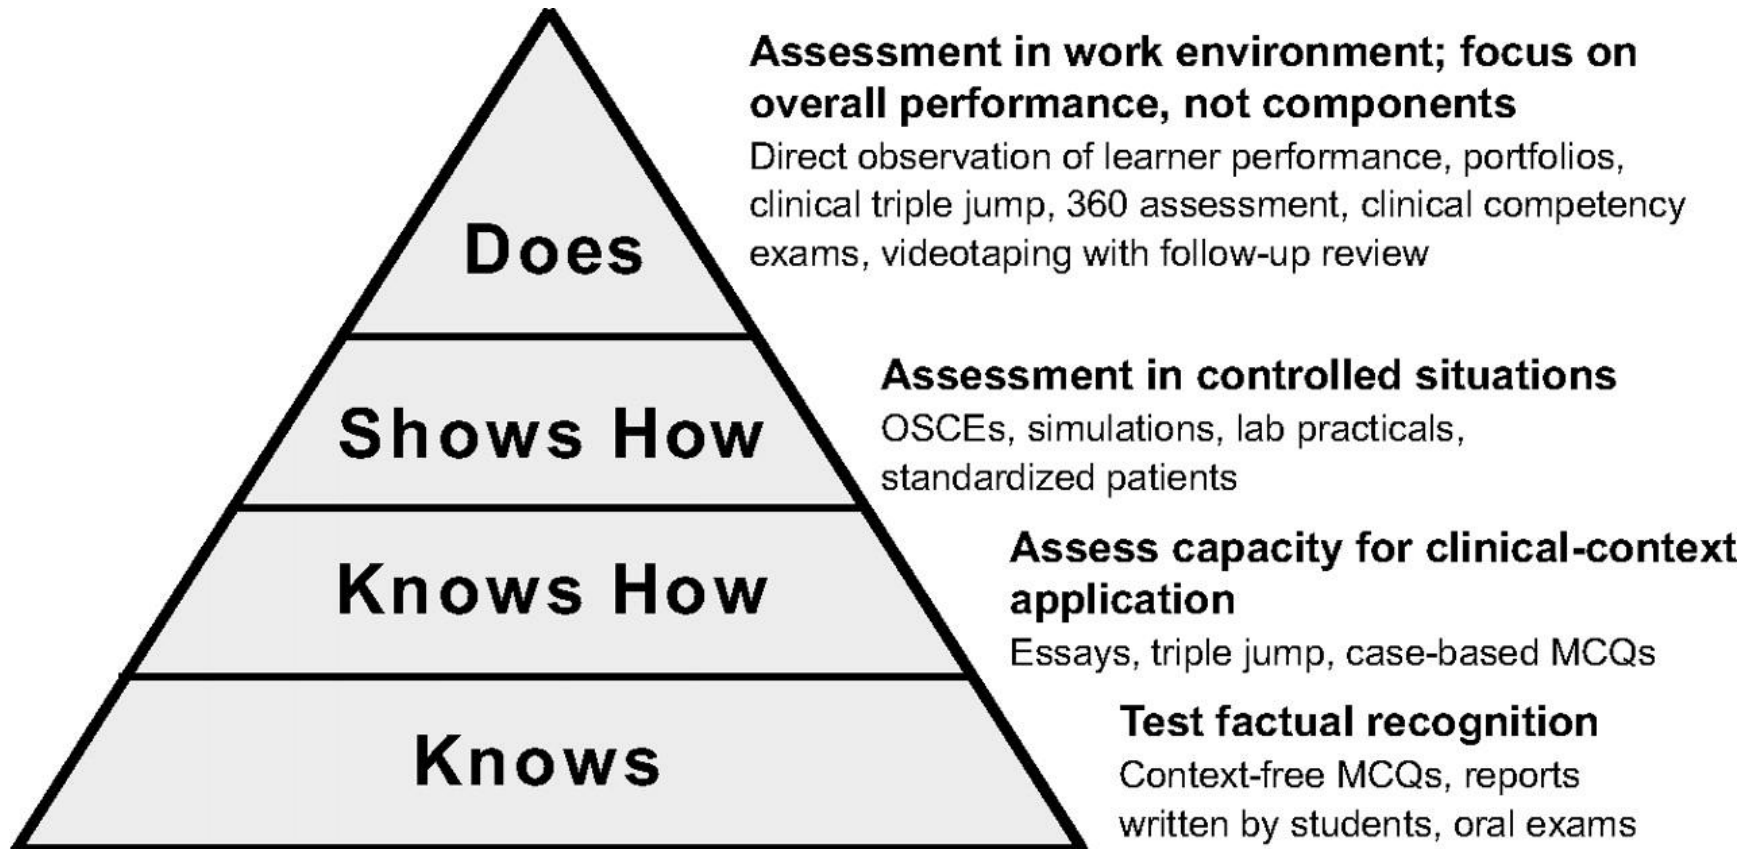 Assessment in work environment; focus on
overall performance, not components
Direct observation of learner performance, portfolios,
clinical triple jump, 360 assessment, clinical competency
exams, videotaping with follow-up review
Does
Assessment in controlled situations
OSCEs, simulations, lab practicals,
standardized patients
Shows How
Assess capacity for clinical-context
application
Essays, triple jump, case-based MCQs
Knows How
Test factual recognition
Context-free MCQs, reports
written by students, oral exams
Knows